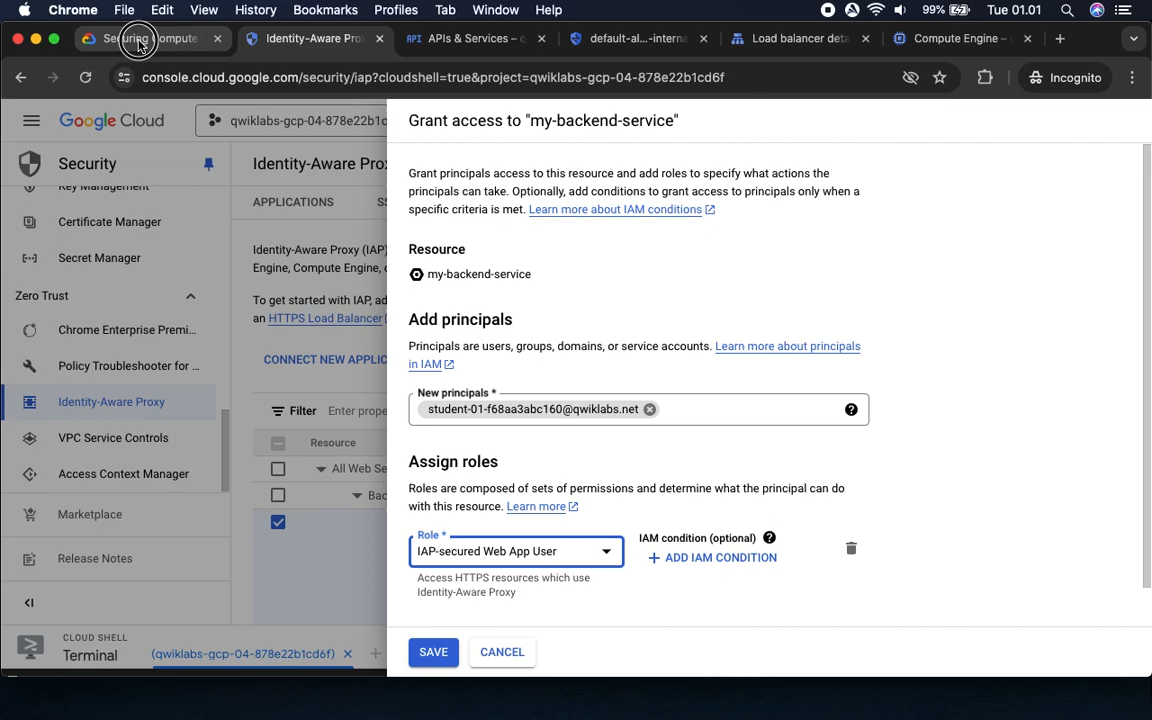 Chrome File Edit View History Bookmarks Profiles Tab Window Help 99% Tue 01.01
Securing Compute Identity-Aware Pro API APIs & Services – default-al...-interna Load balancer deta Compute Engine –
console.cloud.google.com/security/iap?cloudshell=true&project=qwiklabs-gcp-04-878e22b1cd6f Incognito
Google Cloud qwiklabs-gcp-04-878e22b1c
Security
Key Management
Certificate Manager
Secret Manager
Zero Trust
Chrome Enterprise Premi...
Policy Troubleshooter for ...
Identity-Aware Proxy
VPC Service Controls
Access Context Manager
Marketplace
Release Notes
Identity-Aware Pro
APPLICATIONS
Identity-Aware Proxy (IAP)
Engine, Compute Engine,
To get started with IAP, ad
an HTTPS Load Balancer
CONNECT NEW APPLIC
Filter Enter prope
Resource
All Web Se
Bac
Grant access to "my-backend-service"
Grant principals access to this resource and add roles to specify what actions the
principals can take. Optionally, add conditions to grant access to principals only when a
specific criteria is met. Learn more about IAM conditions
Resource
my-backend-service
Add principals
Principals are users, groups, domains, or service accounts. Learn more about principals
in IAM
New principals *
student-01-f68aa3abc160@qwiklabs.net
Assign roles
Roles are composed of sets of permissions and determine what the principal can do
with this resource. Learn more
Role *
IAP-secured Web App User
IAM condition (optional)
ADD IAM CONDITION
Access HTTPS resources which use
Identity-Aware Proxy
SAVE CANCEL
CLOUD SHELL
Terminal (qwiklabs-gcp-04-878e22b1cd6f)